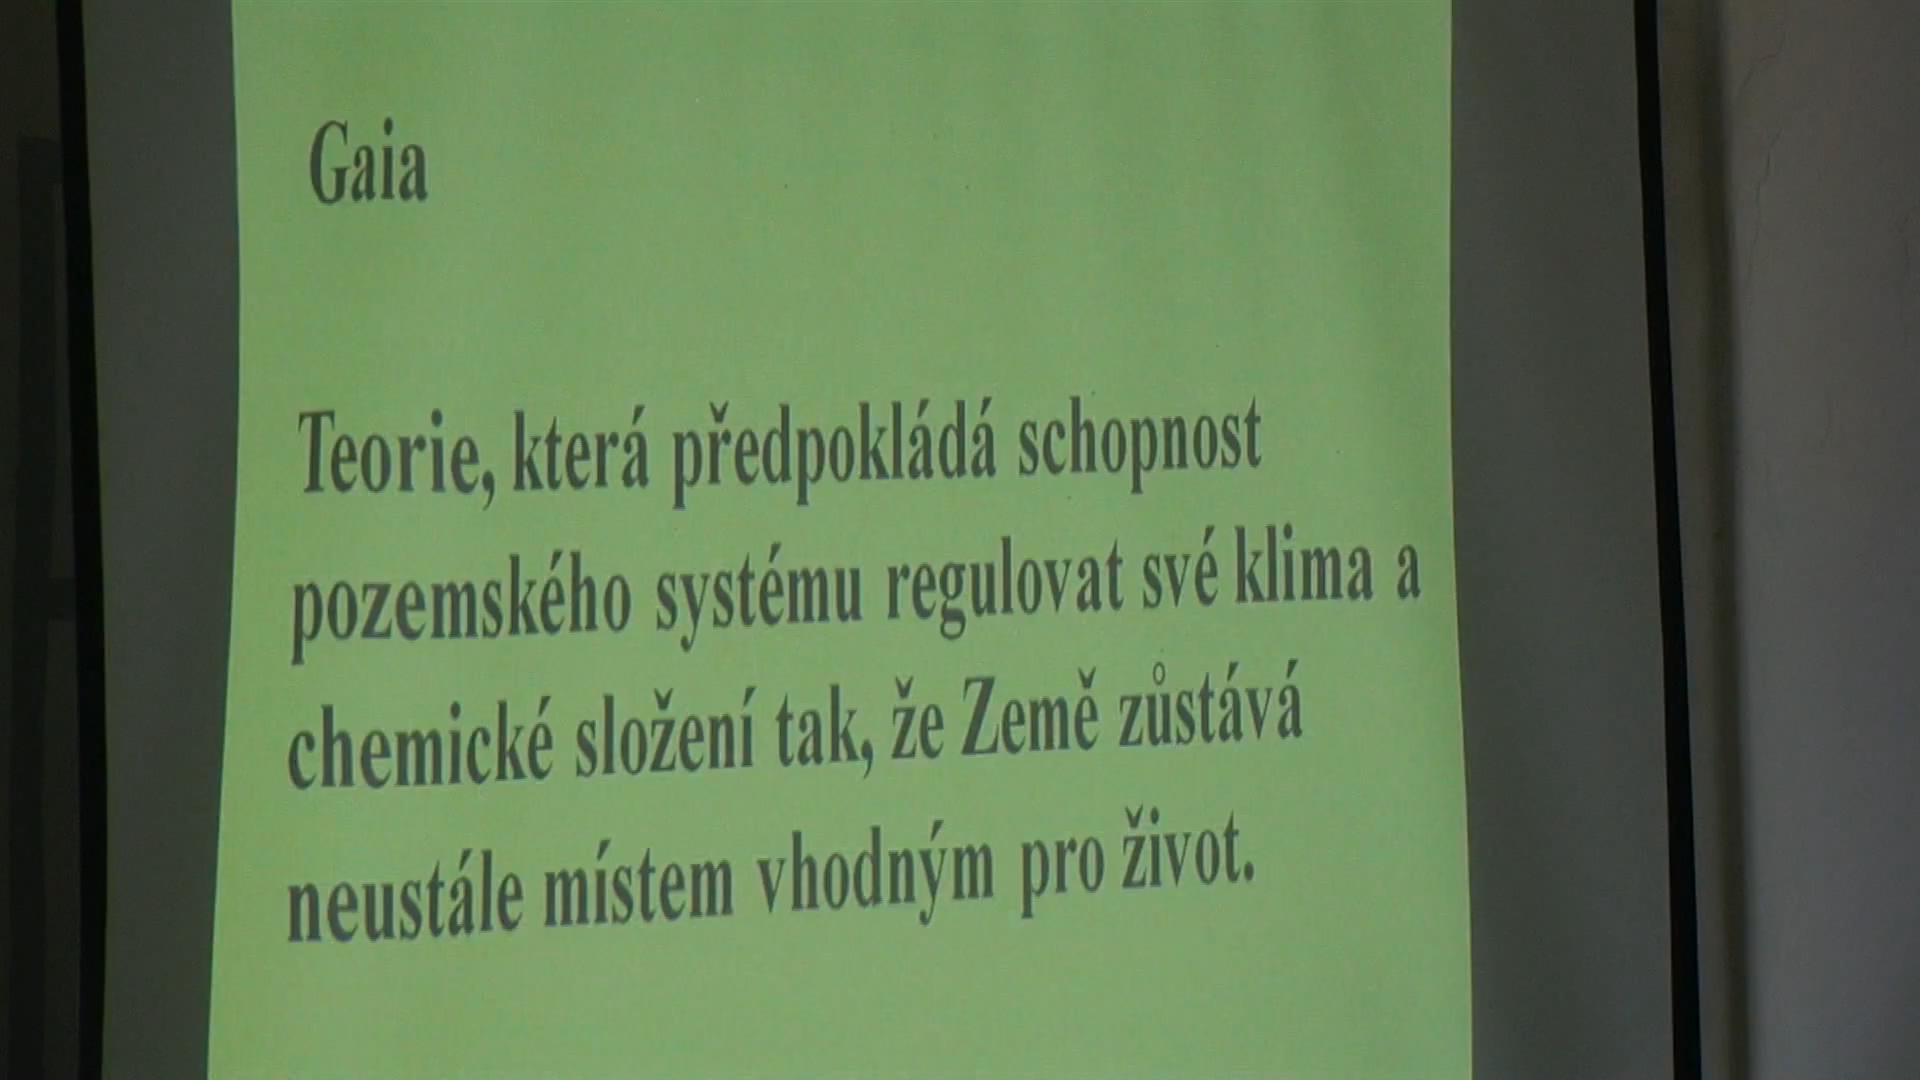 Gaia
Teorie, která předpokládá schopnost
pozemského systému regulovat své klima a
chemické složení tak, že Země zůstává
neustále místem vhodným pro život.